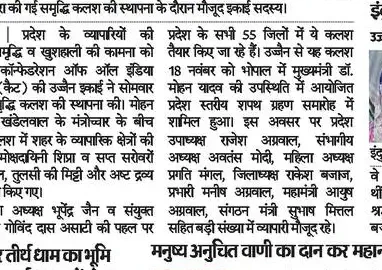 रा की गई समृद्धि कलश की स्थापना के दौरान मौजूद इकाई सदस्य।
| प्रदेश के व्यापारियों की
मृद्धि व खुशहाली की कामना को
कॉन्फेडरेशन ऑफ ऑल इंडिया
(कैट) की उज्जैन इकाई ने सोमवार
द्धि कलश की स्थापना की। मोहन
खंडेलवाल के मंत्रोच्चार के बीच
लश में शहर के व्यापारिक क्षेत्रों की
मोक्षदायिनी शिप्रा व सप्त सरोवरों
ल, तुलसी की मिट्टी और अष्ट द्रव्य
किए गए।
अध्यक्ष भूपेंद्र जैन व संयुक्त
गोविंद दास असाटी की पहल पर
प्रदेश के सभी 55 जिलों में ये कलश
तैयार किए जा रहे हैं। उज्जैन से यह कलश
18 नवंबर को भोपाल में मुख्यमंत्री डॉ.
मोहन यादव की उपस्थिति में आयोजित
प्रदेश स्तरीय शपथ ग्रहण समारोह में
शामिल हुआ। इस अवसर पर प्रदेश
उपाध्यक्ष राजेश अग्रवाल, संभागीय
अध्यक्ष अवतंस मोदी, महिला अध्यक्ष
प्रगति मंगल, जिलाध्यक्ष राकेश बजाज,
प्रभारी मनीष अग्रवाल, महामंत्री आयुष
अग्रवाल, संगठन मंत्री सुभाष मित्तल
सहित बड़ी संख्या में व्यापारी मौजूद रहे।
र तीर्थ धाम का भूमि
मनुष्य अनुचित वाणी का दान कर महान